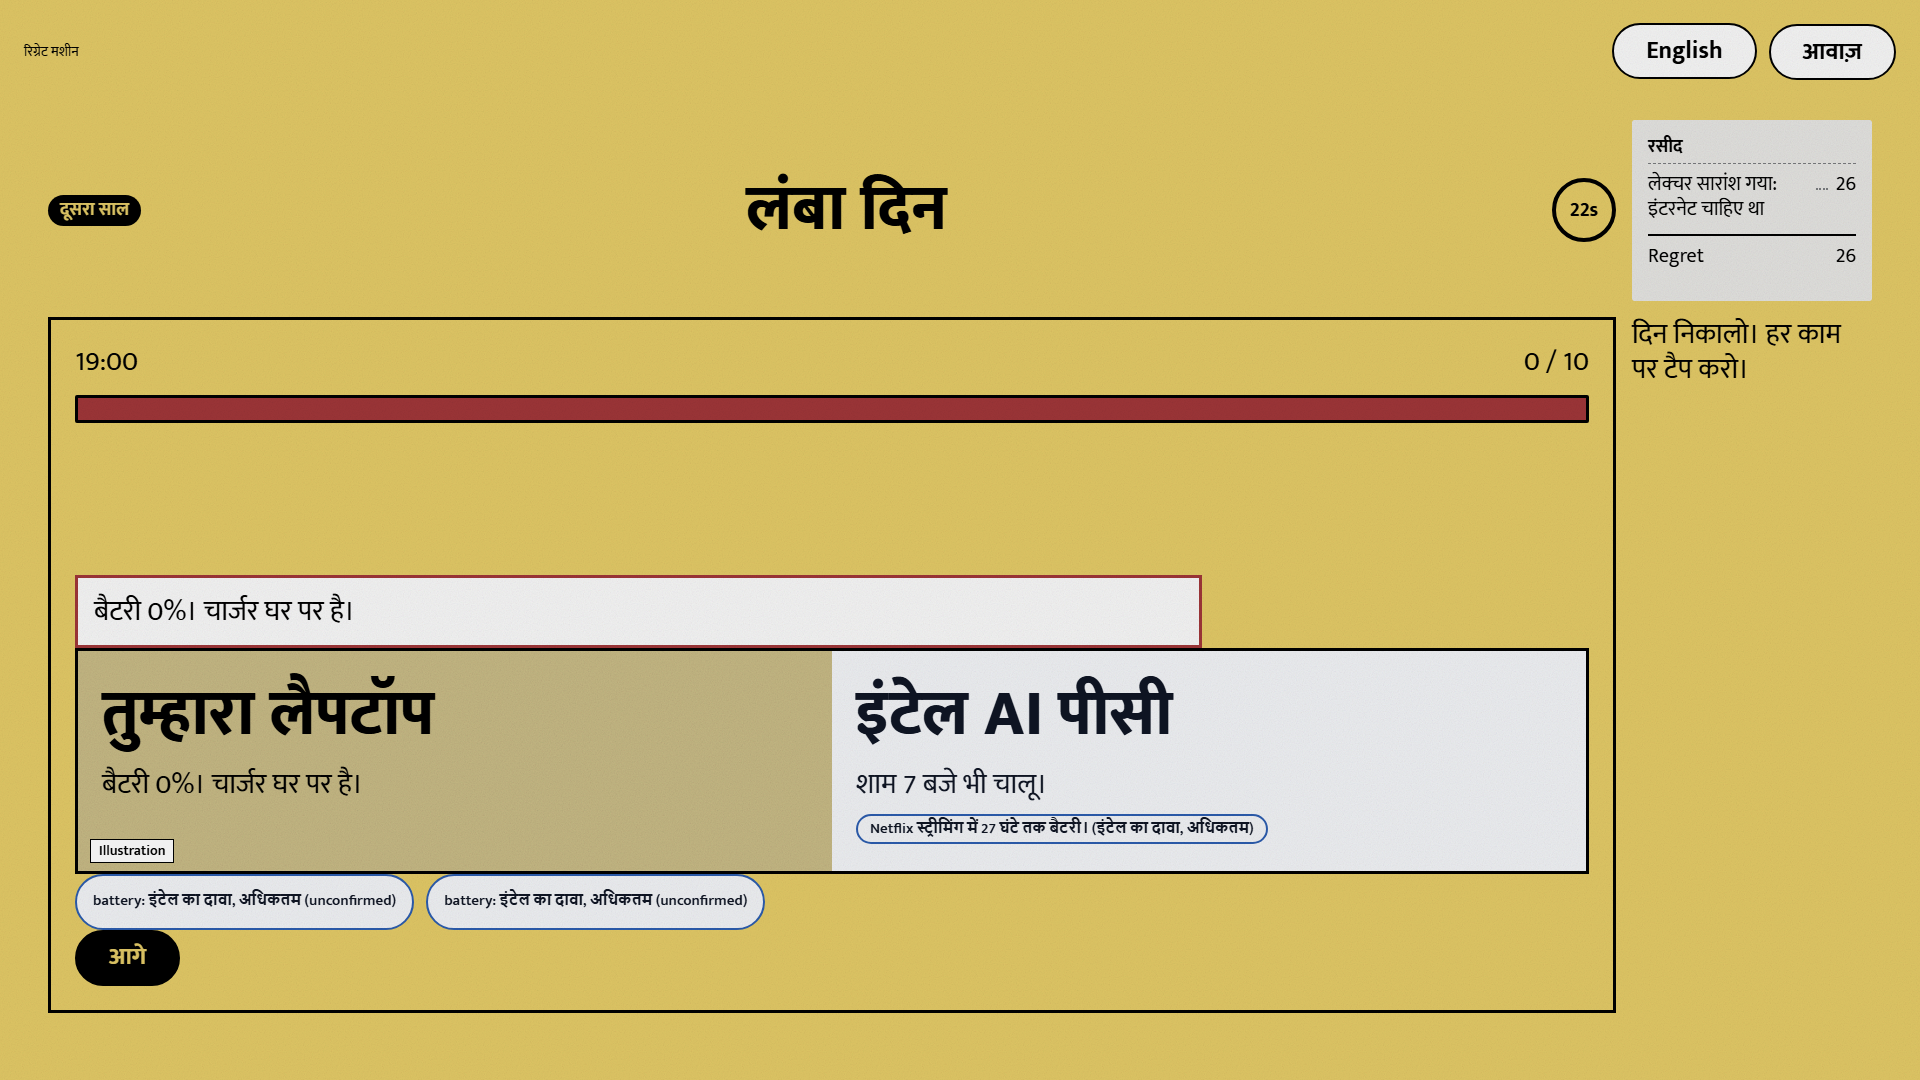 रिग्रेट मशीन
English
आवाज़
दूसरा साल
लंबा दिन
22s
रसीद
लेक्चर सारांश गया: .... 26
इंटरनेट चाहिए था
Regret 26
दिन निकालो। हर काम
पर टैप करो।
19:00
0 / 10
बैटरी 0%। चार्जर घर पर है।
तुम्हारा लैपटॉप
बैटरी 0%। चार्जर घर पर है।
Illustration
इंटेल AI पीसी
शाम 7 बजे भी चालू।
Netflix स्ट्रीमिंग में 27 घंटे तक बैटरी। (इंटेल का दावा, अधिकतम)
battery: इंटेल का दावा, अधिकतम (unconfirmed)
battery: इंटेल का दावा, अधिकतम (unconfirmed)
आगे